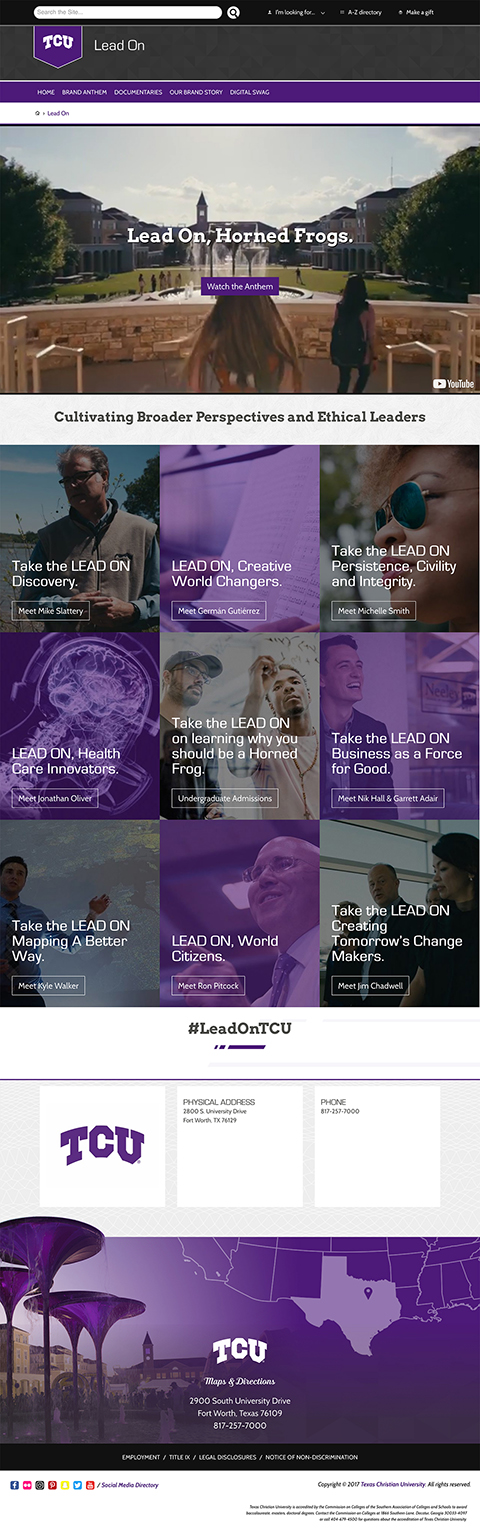 Search the Site...
I'm looking for...
A-Z directory
Make a gift
TCU
Lead On
HOME
BRAND ANTHEM
DOCUMENTARIES
OUR BRAND STORY
DIGITAL SWAG
› Lead On
Lead On, Horned Frogs.
Watch the Anthem
YouTube
Cultivating Broader Perspectives and Ethical Leaders
Take the LEAD ON
Discovery.
Meet Mike Slattery
LEAD ON, Creative
World Changers.
Meet Germán Gutiérrez
Take the LEAD ON
Persistence, Civility
and Integrity.
Meet Michelle Smith
LEAD ON, Health
Care Innovators.
Meet Jonathan Oliver
Take the LEAD ON
on learning why you
should be a Horned
Frog.
Undergraduate Admissions
Neeley
Take the LEAD ON
Business as a Force
for Good.
Meet Nik Hall & Garrett Adair
Take the LEAD ON
Mapping A Better
Way.
Meet Kyle Walker
LEAD ON, World
Citizens.
Meet Ron Pitcock
Take the LEAD ON
Creating
Tomorrow's Change
Makers.
Meet Jim Chadwell
#LeadOnTCU
TCU
PHYSICAL ADDRESS
2800 S. University Drive
Fort Worth, TX 76129
PHONE
817-257-7000
TCU
Maps & Directions
2900 South University Drive
Fort Worth, Texas 76109
817-257-7000
EMPLOYMENT / TITLE IX / LEGAL DISCLOSURES / NOTICE OF NON-DISCRIMINATION
/ Social Media Directory
Copyright © 2017 Texas Christian University. All rights reserved.
Texas Christian University is accredited by the Commission on Colleges of the Southern Association of Colleges and Schools to award
baccalaureate, masters, doctoral degrees. Contact the Commission on Colleges at 1866 Southern Lane, Decatur, Georgia 30033-4097
or call 404-679-4500 for questions about the accreditation of Texas Christian University.